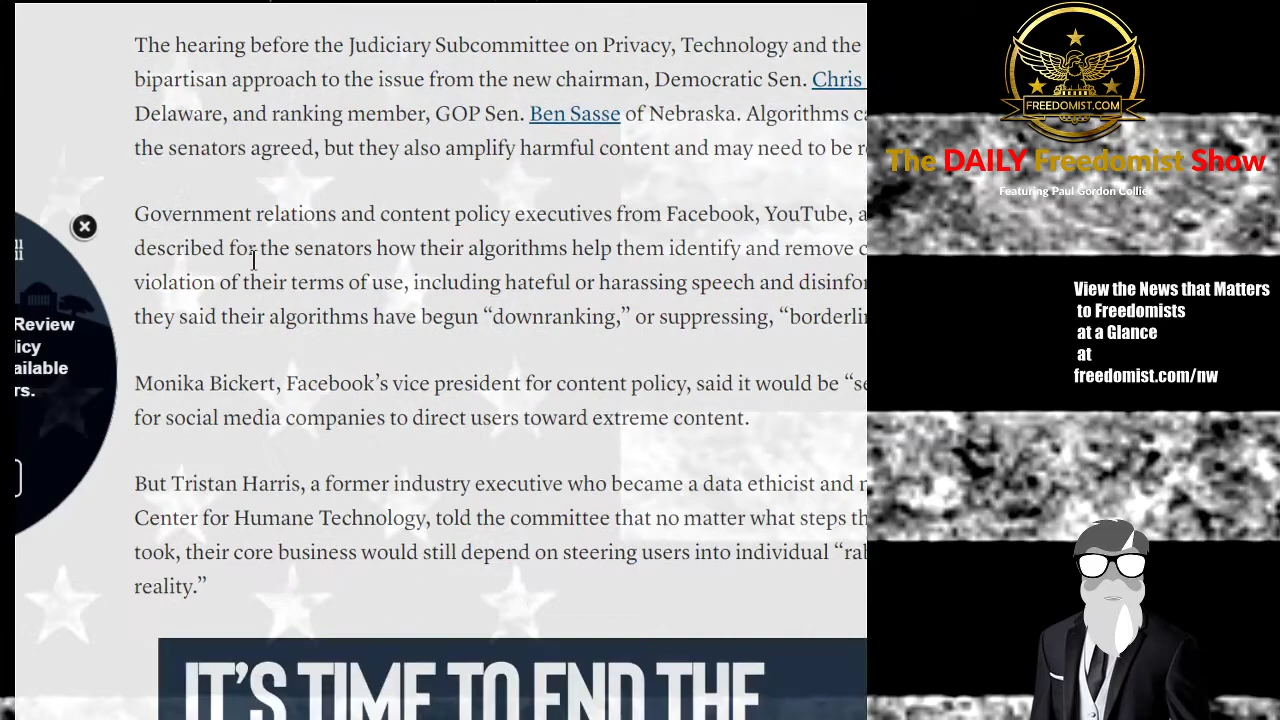 The hearing before the Judiciary Subcommittee on Privacy, Technology and the
bipartisan approach to the issue from the new chairman, Democratic Sen. Chris
Delaware, and ranking member, GOP Sen. Ben Sasse of Nebraska. Algorithms
the senators agreed, but they also amplify harmful content and may need to be
Government relations and content policy executives from Facebook, YouTube,
described for the senators how their algorithms help them identify and remove
violation of their terms of use, including hateful or harassing speech and
they said their algorithms have begun “downranking,” or suppressing,
Monika Bickert, Facebook’s vice president for content policy, said it would be
for social media companies to direct users toward extreme content.
But Tristan Harris, a former industry executive who became a data ethicist and
Center for Humane Technology, told the committee that no matter what steps
took, their core business would still depend on steering users into individual
reality.”
IT'S TIME TO END THE
Review
FREEDOMIST.COM
The DAILY Freedomist Show
Featuring Paul Gordon Collier
View the News that Matters
to Freedomists
at a Glance
at
freedomist.com/nw